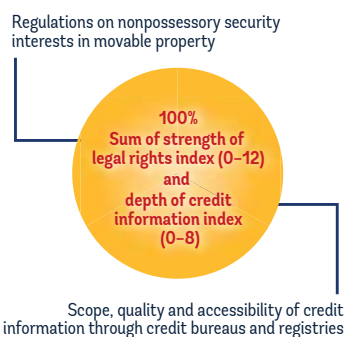 Regulations on nonpossessory security
interests in movable property
100%
Sum of strength of
legal rights index (0–12)
and
depth of credit
information index
(0–8)
Scope, quality and accessibility of credit
information through credit bureaus and registries